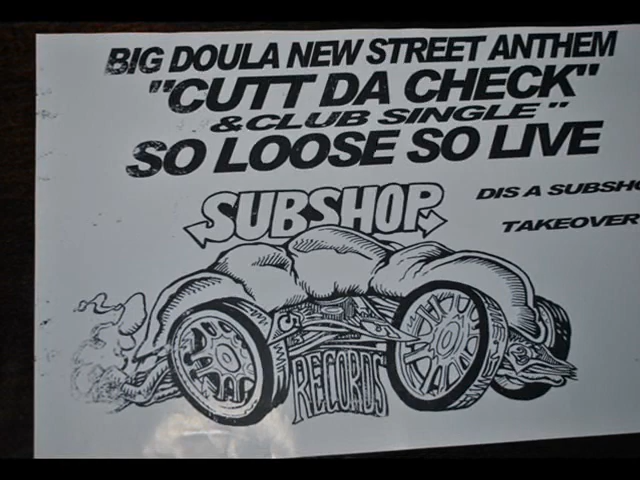 BIG DOULA NEW STREET ANTHEM
"CUTT DA CHECK"
& CLUB SINGLE "
SO LOOSE SO LIVE
SUBSHOP
DIS A SUBSHO
TAKEOVER
RECORDS